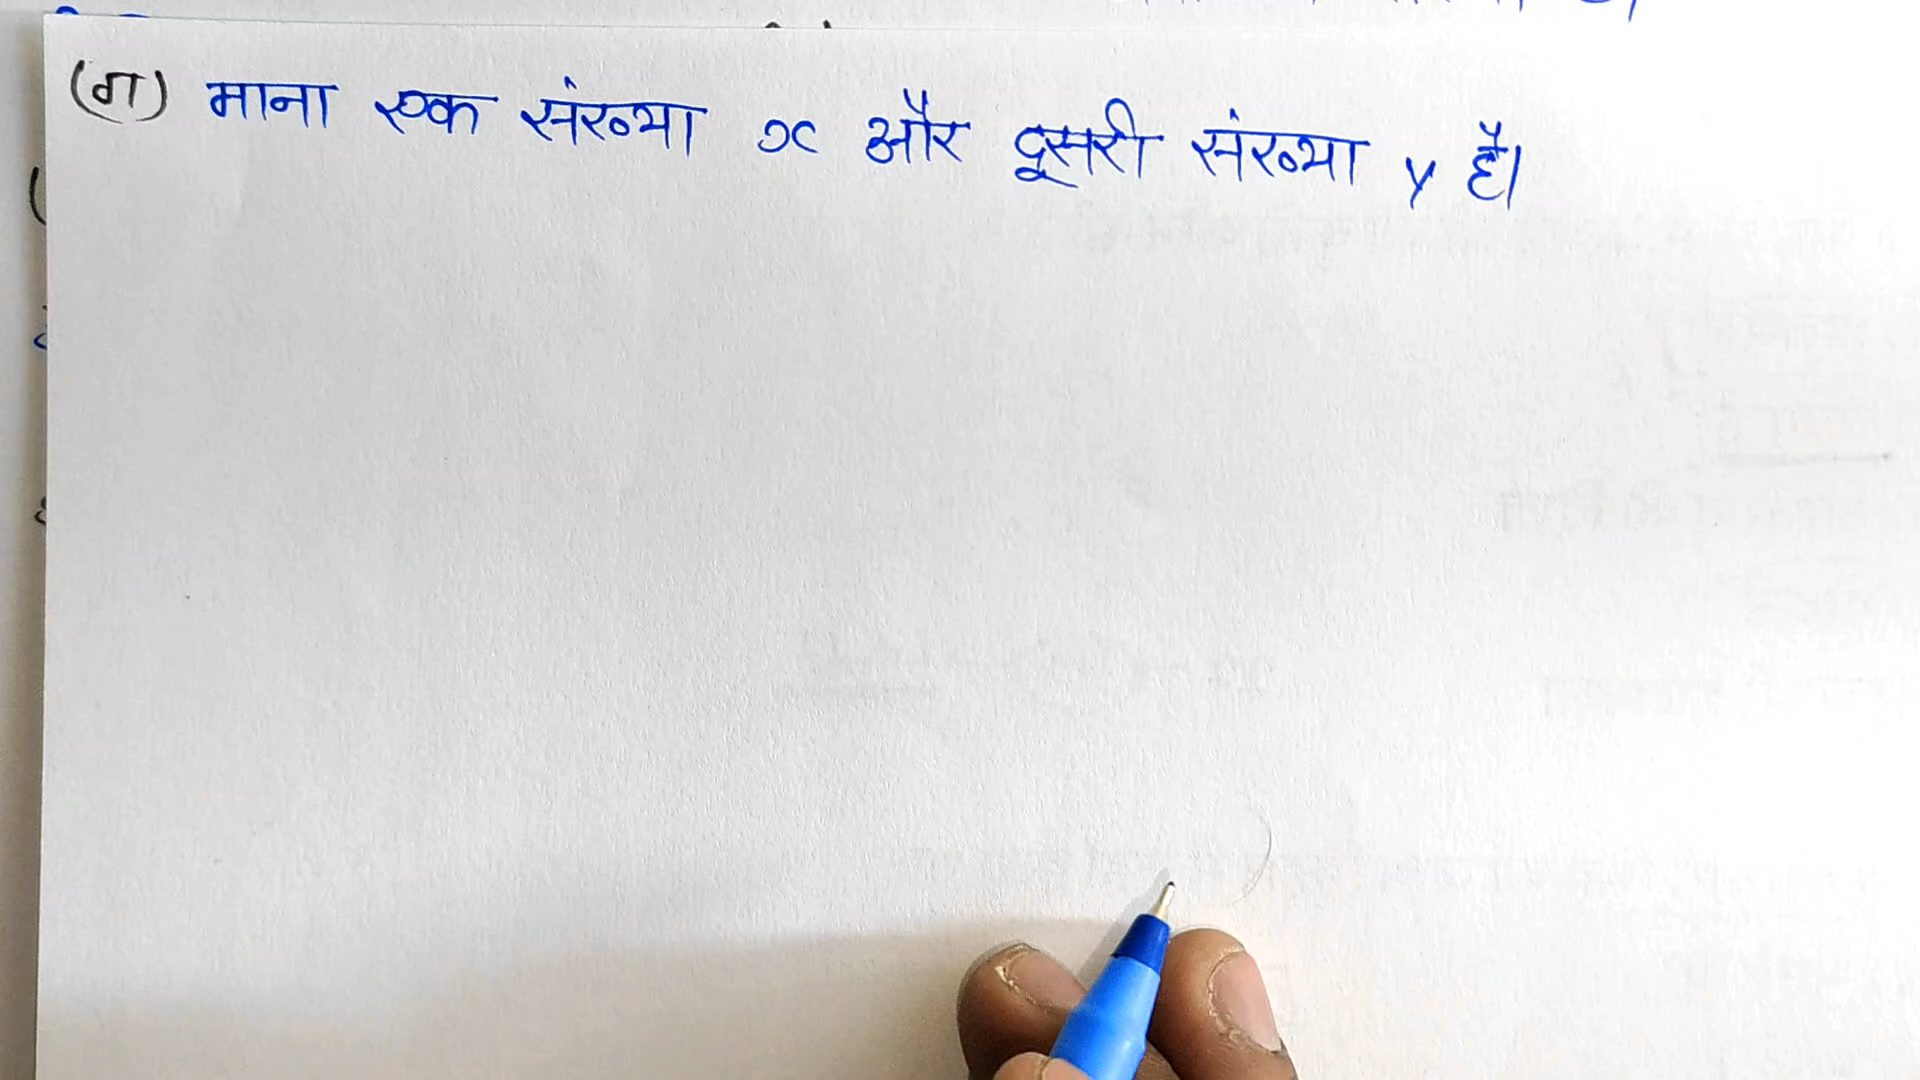 (ग) माना एक संख्या x और दूसरी संख्या y है।